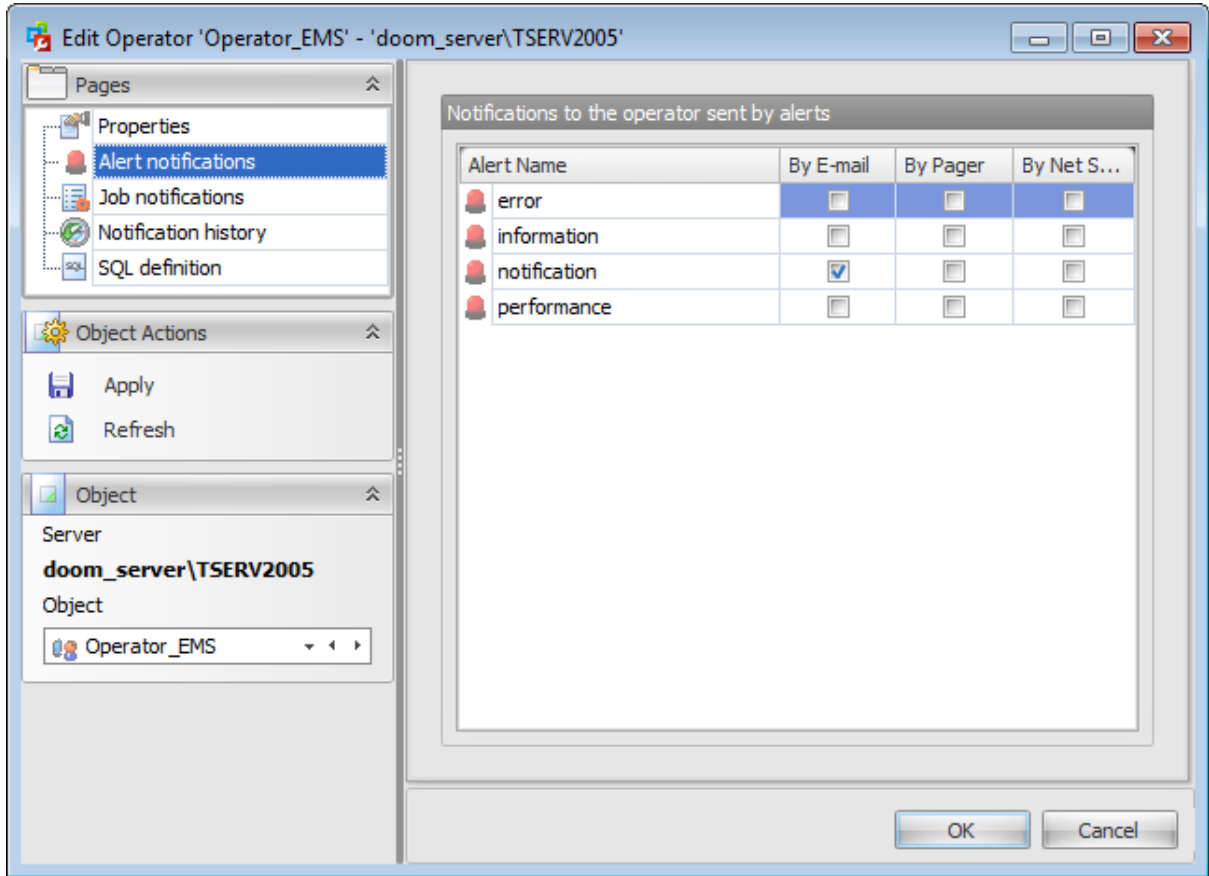 Edit Operator 'Operator_EMS' - 'doom_server\TSERV2005'
Pages
Properties
Alert notifications
Job notifications
Notification history
SQL definition
Object Actions
Apply
Refresh
Object
Server
doom_server\TSERV2005
Object
Operator_EMS
Notifications to the operator sent by alerts
Alert Name By E-mail By Pager By Net S...
error
information
notification
performance
OK Cancel